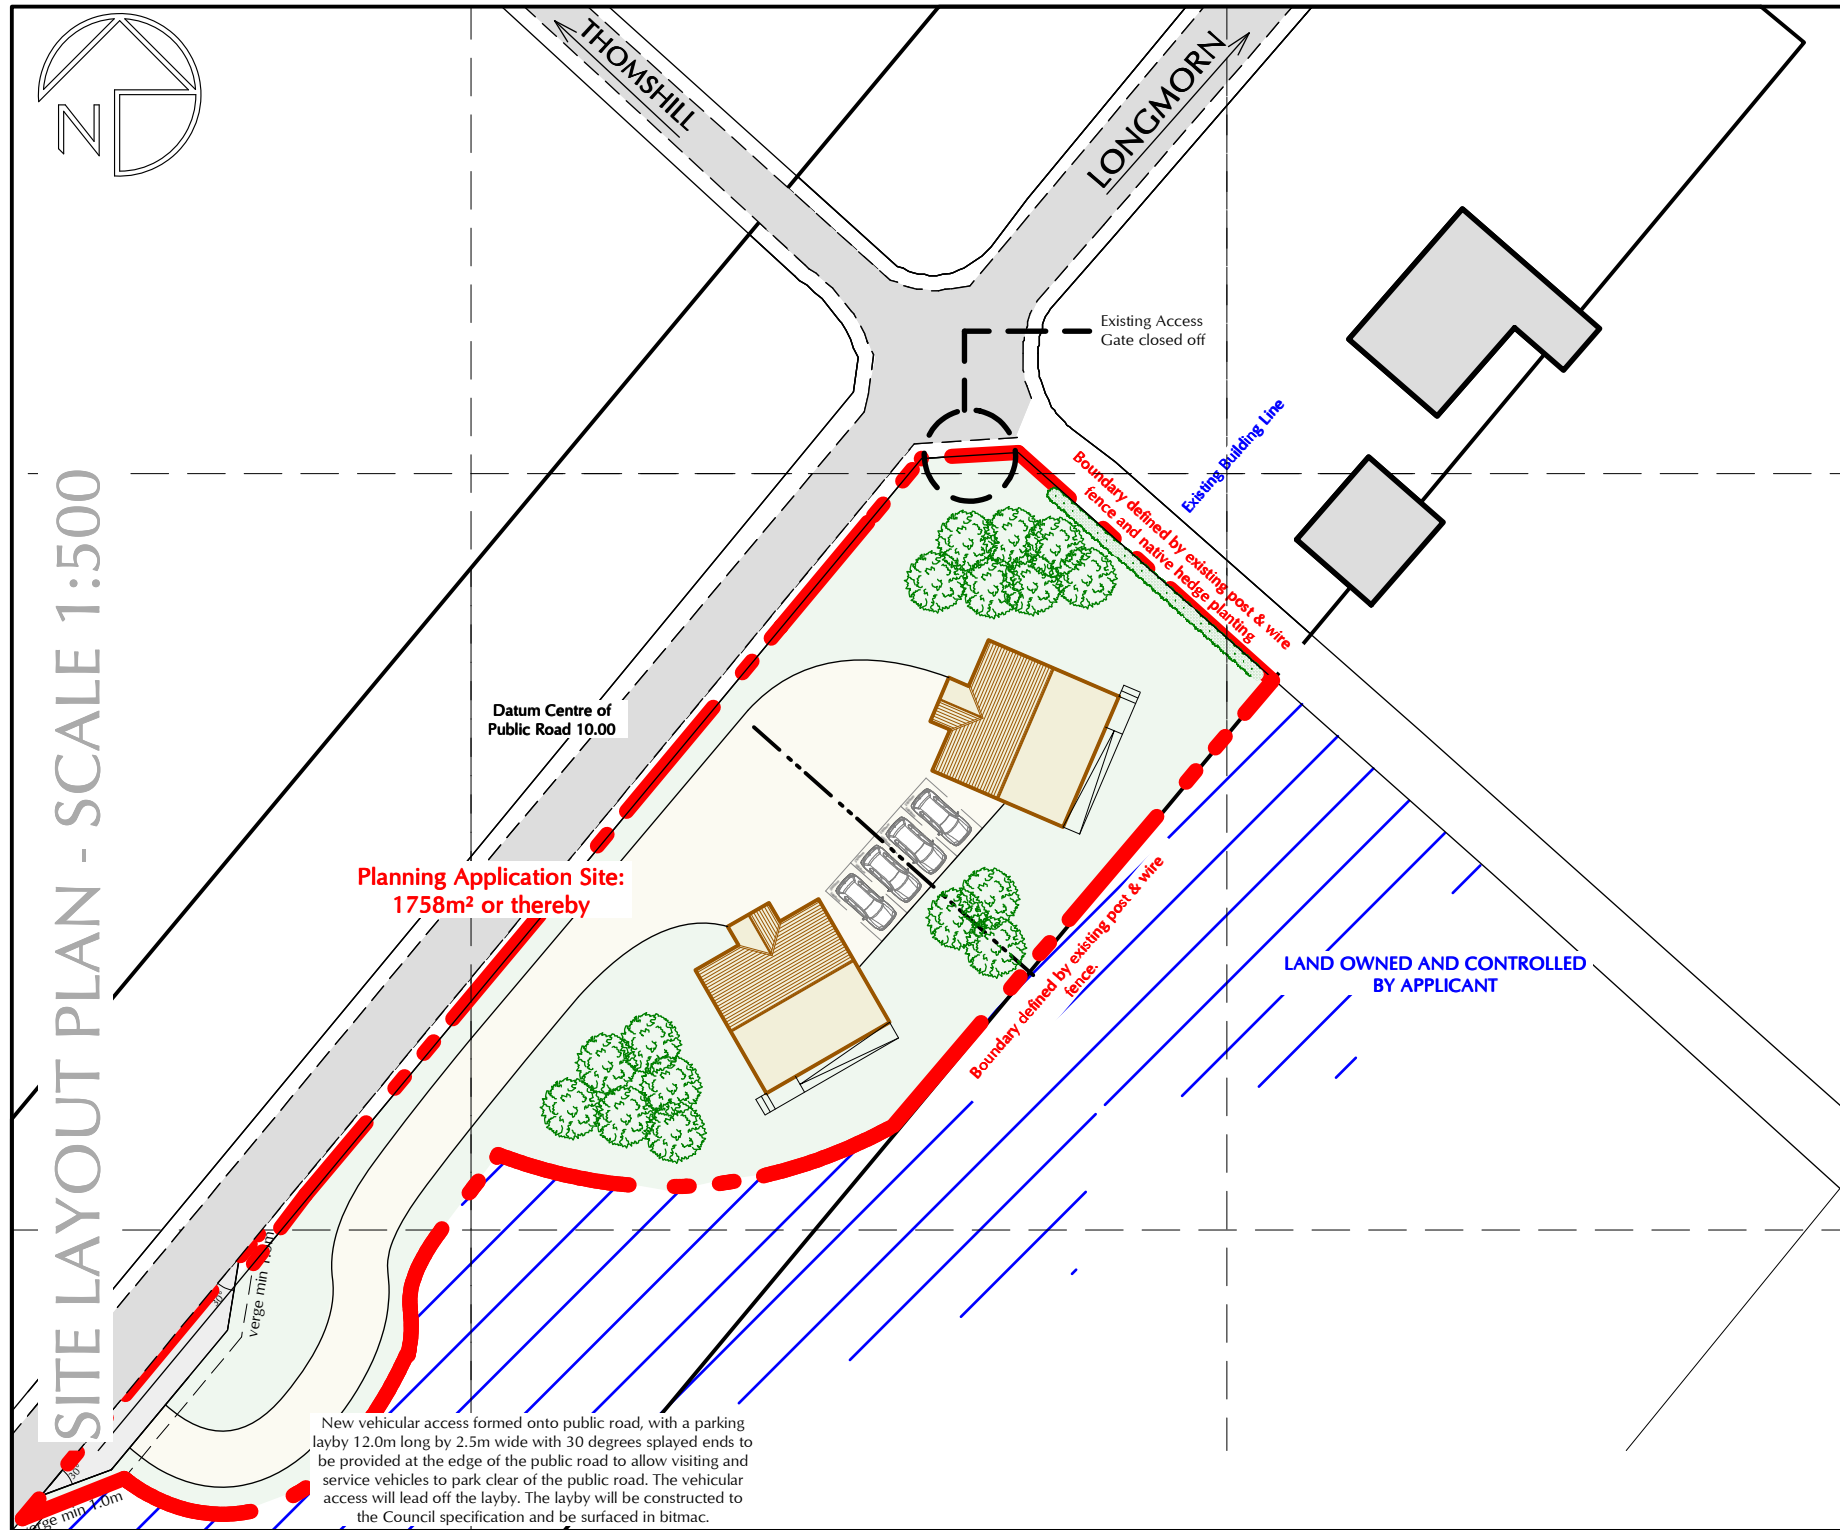 N
THOMSHILL
LONGMORN
Existing Access
Gate closed off
Existing Building Line
Boundary defined by existing post & wire
fence and native hedge planting
Datum Centre of
Public Road 10.00
Planning Application Site:
1758m² or thereby
Boundary defined by existing post & wire
fence.
LAND OWNED AND CONTROLLED
BY APPLICANT
SITE LAYOUT PLAN - SCALE 1:500
verge min 1.0m
30°
30°
verge min 1.0m
New vehicular access formed onto public road, with a parking
layby 12.0m long by 2.5m wide with 30 degrees splayed ends to
be provided at the edge of the public road to allow visiting and
service vehicles to park clear of the public road. The vehicular
access will lead off the layby. The layby will be constructed to
the Council specification and be surfaced in bitmac.